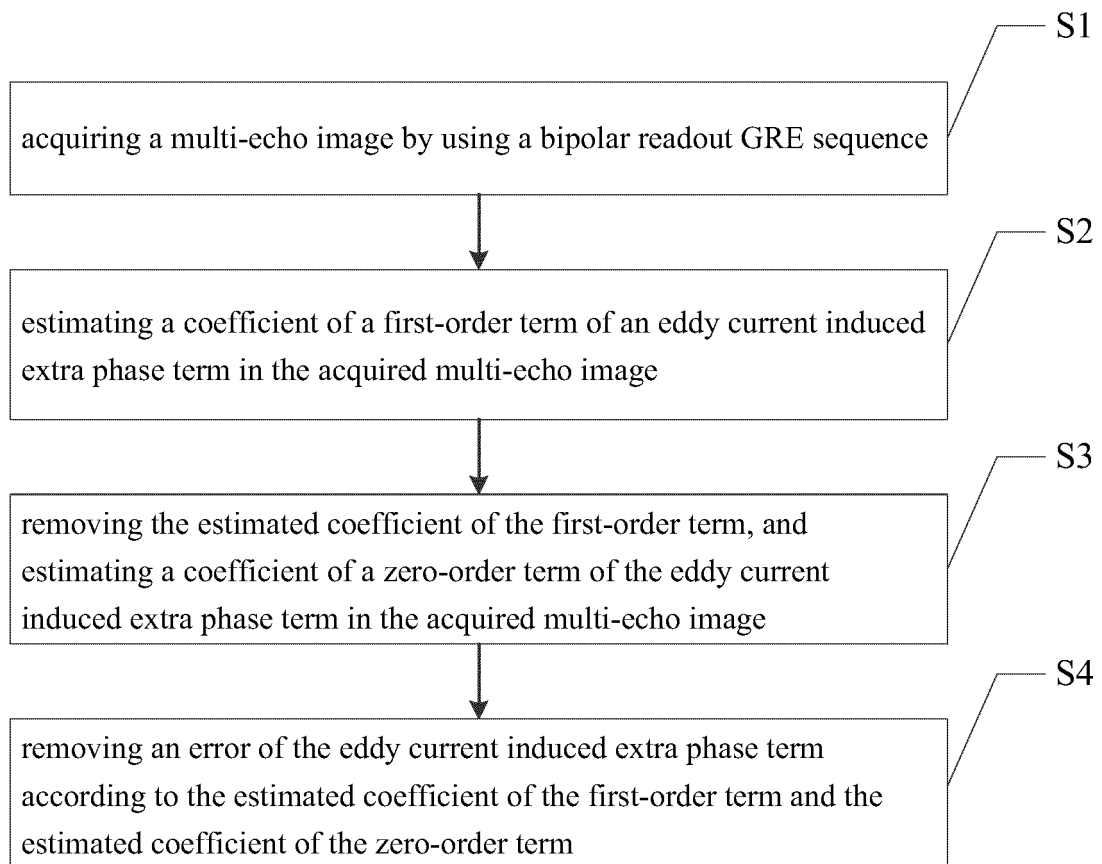 S1
acquiring a multi-echo image by using a bipolar readout GRE sequence
S2
estimating a coefficient of a first-order term of an eddy current induced
extra phase term in the acquired multi-echo image
S3
removing the estimated coefficient of the first-order term, and
estimating a coefficient of a zero-order term of the eddy current
induced extra phase term in the acquired multi-echo image
S4
removing an error of the eddy current induced extra phase term
according to the estimated coefficient of the first-order term and the
estimated coefficient of the zero-order term